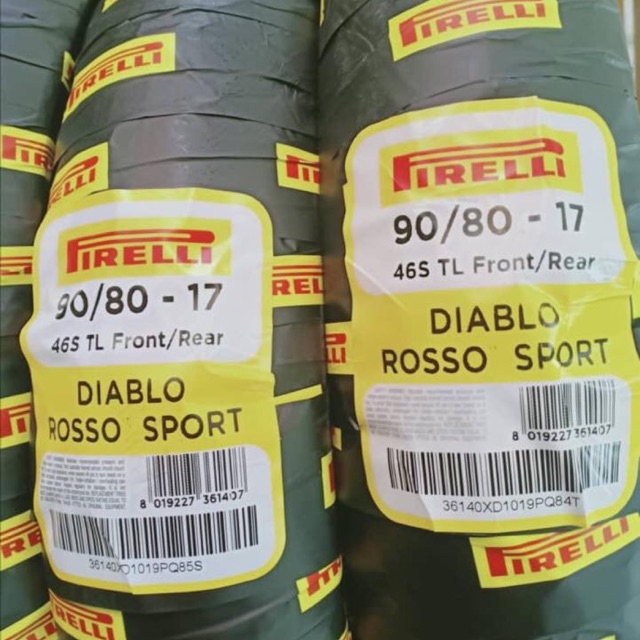 PIRELLI
PIRELLI
PIRELLI
90/80 - 17
46S TL Front/Rear
DIABLO
ROSSO SPORT
8 019227 361407
36140XD1019PQ85S
PIRELLI
90/80 - 17
46S TL Front/Rear
DIABLO
ROSSO SPORT
8 019227 361407
36140XD1019PQ84T
PIRELLI